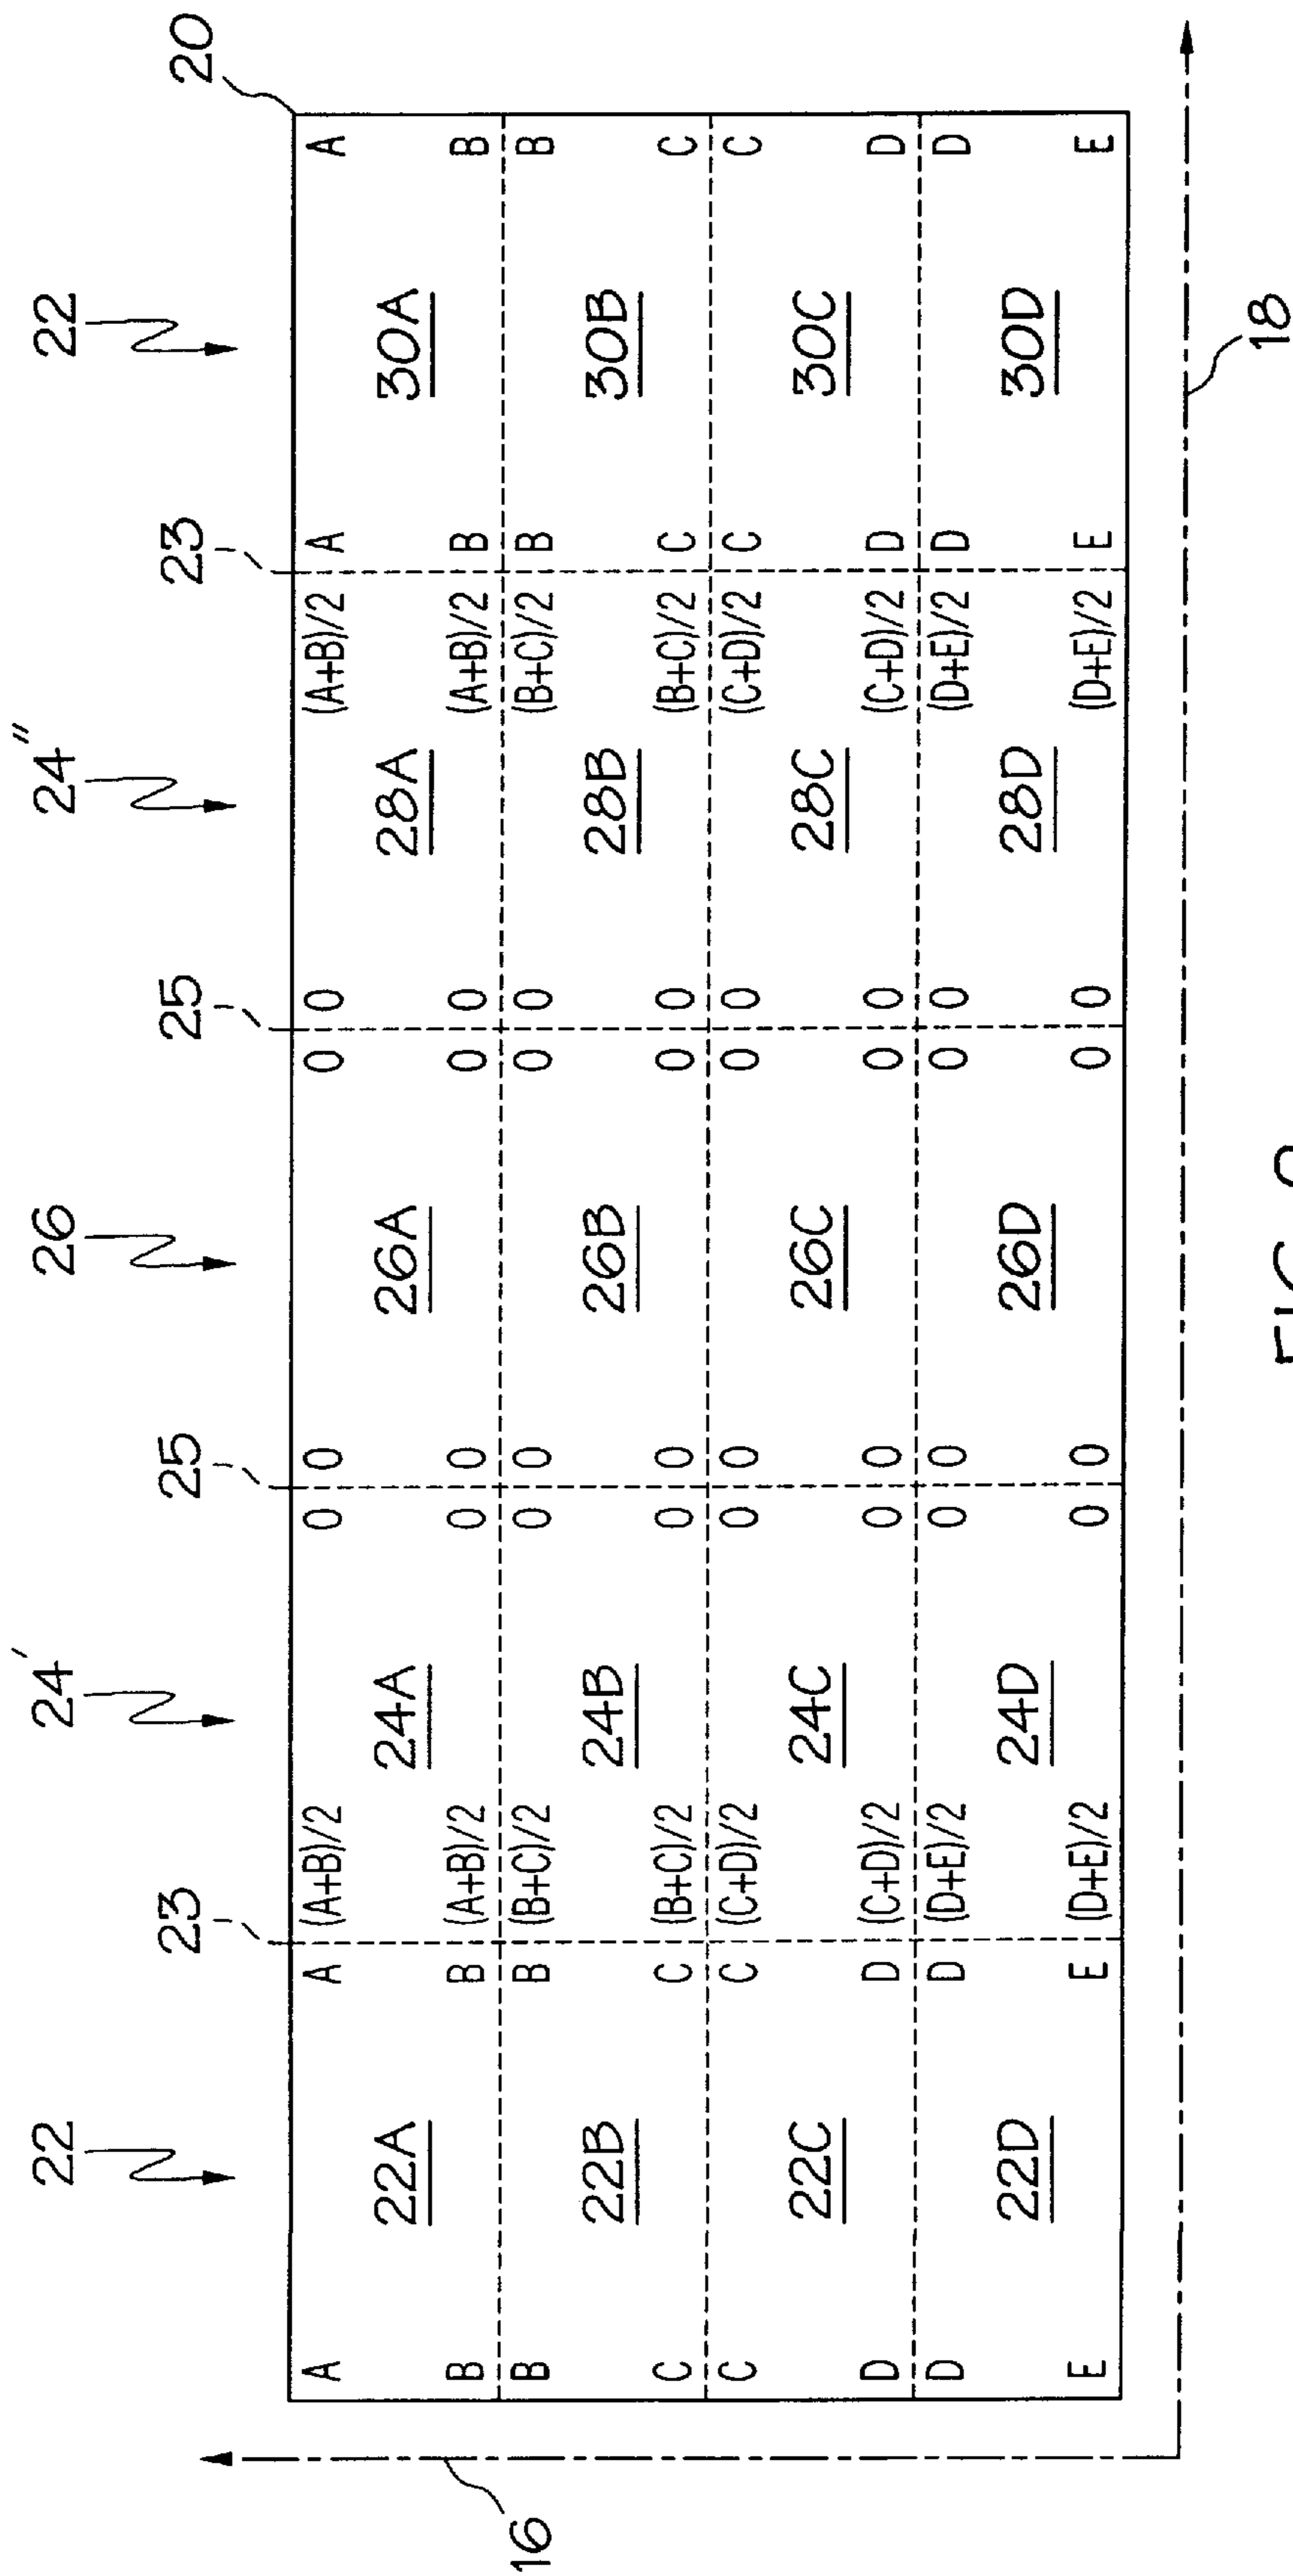 22 24' 26 24'' 22
23 25 25 23 20
A A (A+B)/2 0 0 0 0 (A+B)/2 A A
22A 24A 26A 28A 30A
B B (A+B)/2 0 0 0 0 (A+B)/2 B B
B B (B+C)/2 0 0 0 0 (B+C)/2 B B
22B 24B 26B 28B 30B
C C (B+C)/2 0 0 0 0 (B+C)/2 C C
C C (C+D)/2 0 0 0 0 (C+D)/2 C C
22C 24C 26C 28C 30C
D D (C+D)/2 0 0 0 0 (C+D)/2 D D
D D (D+E)/2 0 0 0 0 (D+E)/2 D D
22D 24D 26D 28D 30D
E E (D+E)/2 0 0 0 0 (D+E)/2 E E
16
18